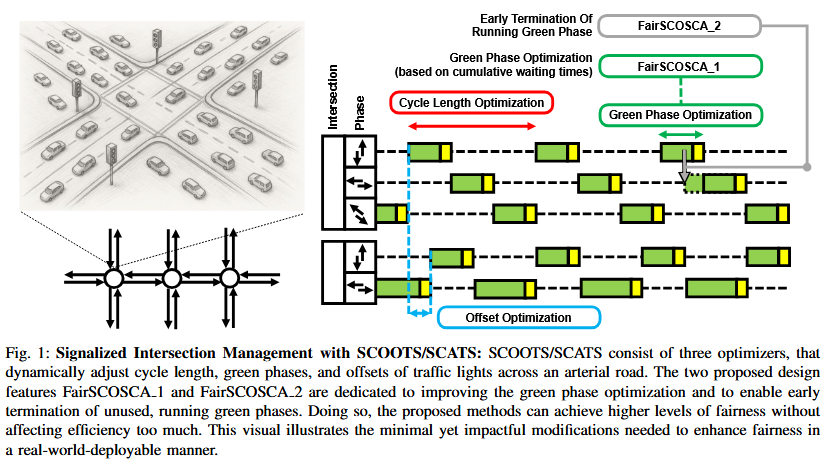 Early Termination Of
Running Green Phase
FairSCOSCA_2
Green Phase Optimization
(based on cumulative waiting times)
FairSCOSCA_1
Intersection
Phase
Cycle Length Optimization
Green Phase Optimization
Offset Optimization
Fig. 1: Signalized Intersection Management with SCOOTS/SCATS: SCOOTS/SCATS consist of three optimizers, that
dynamically adjust cycle length, green phases, and offsets of traffic lights across an arterial road. The two proposed design
features FairSCOSCA_1 and FairSCOSCA_2 are dedicated to improving the green phase optimization and to enable early
termination of unused, running green phases. Doing so, the proposed methods can achieve higher levels of fairness without
affecting efficiency too much. This visual illustrates the minimal yet impactful modifications needed to enhance fairness in
a real-world-deployable manner.